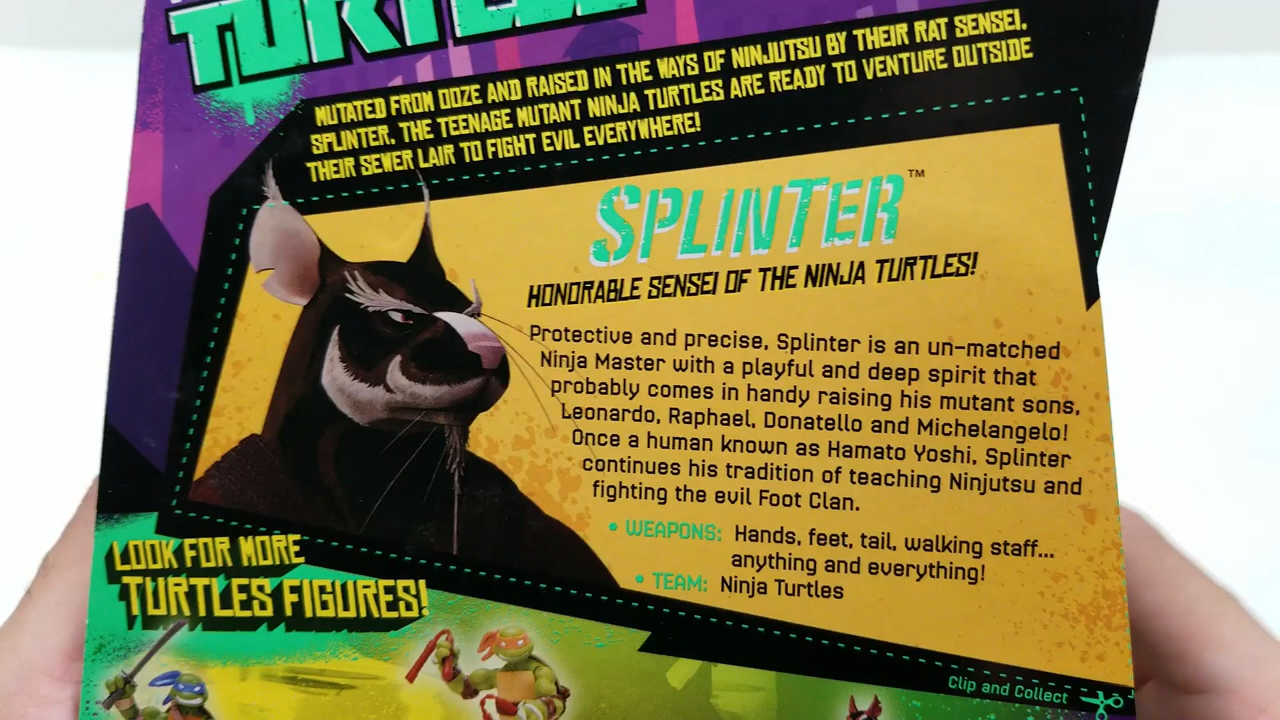 TURTLES
MUTATED FROM OOZE AND RAISED IN THE WAYS OF NINJUTSU BY THEIR RAT SENSEI,
SPLINTER, THE TEENAGE MUTANT NINJA TURTLES ARE READY TO VENTURE OUTSIDE
THEIR SEWER LAIR TO FIGHT EVIL EVERYWHERE!
SPLINTER™
HONORABLE SENSEI OF THE NINJA TURTLES!
Protective and precise, Splinter is an un-matched
Ninja Master with a playful and deep spirit that
probably comes in handy raising his mutant sons,
Leonardo, Raphael, Donatello and Michelangelo!
Once a human known as Hamato Yoshi, Splinter
continues his tradition of teaching Ninjutsu and
fighting the evil Foot Clan.
• WEAPONS: Hands, feet, tail, walking staff...
anything and everything!
• TEAM: Ninja Turtles
LOOK FOR MORE
TURTLES FIGURES!
Clip and Collect